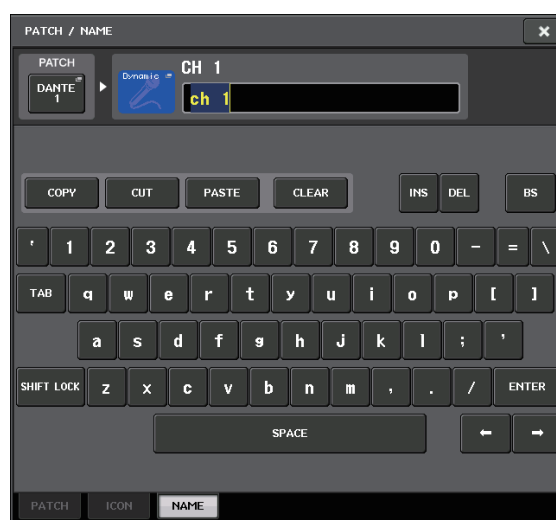 PATCH / NAME ×
PATCH
DANTE
1
Dynamic
CH 1
ch 1
COPY CUT PASTE CLEAR INS DEL BS
' 1 2 3 4 5 6 7 8 9 0 - = \
TAB q w e r t y u i o p [ ]
a s d f g h j k l ; '
SHIFT LOCK z x c v b n m , . / ENTER
SPACE ← →
PATCH ICON NAME